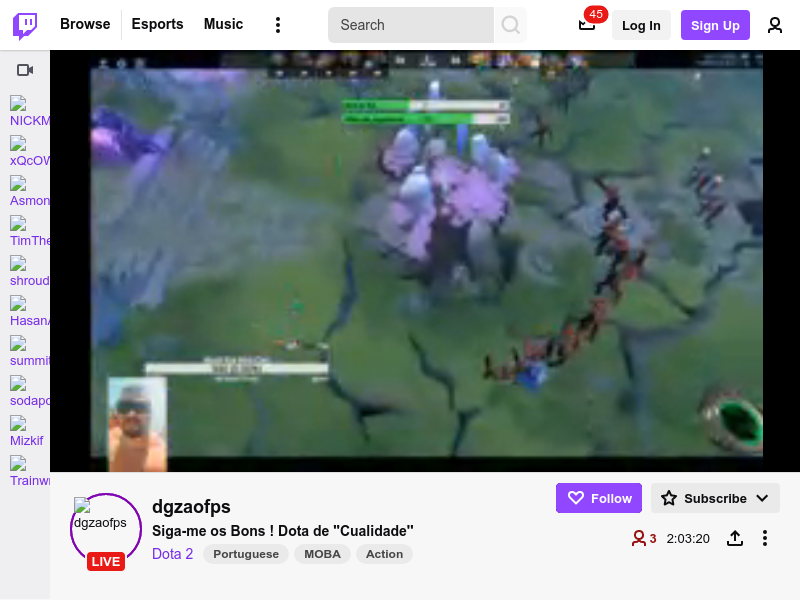 Browse
Esports
Music
Search
45
Log In
Sign Up
NICKM
xQcOW
Asmon
TimThe
shroud
HasanA
summit
sodapo
Mizkif
Trainwr
dgzaofps
LIVE
dgzaofps
Siga-me os Bons ! Dota de "Cualidade"
Dota 2
Portuguese
MOBA
Action
Follow
Subscribe
3
2:03:20